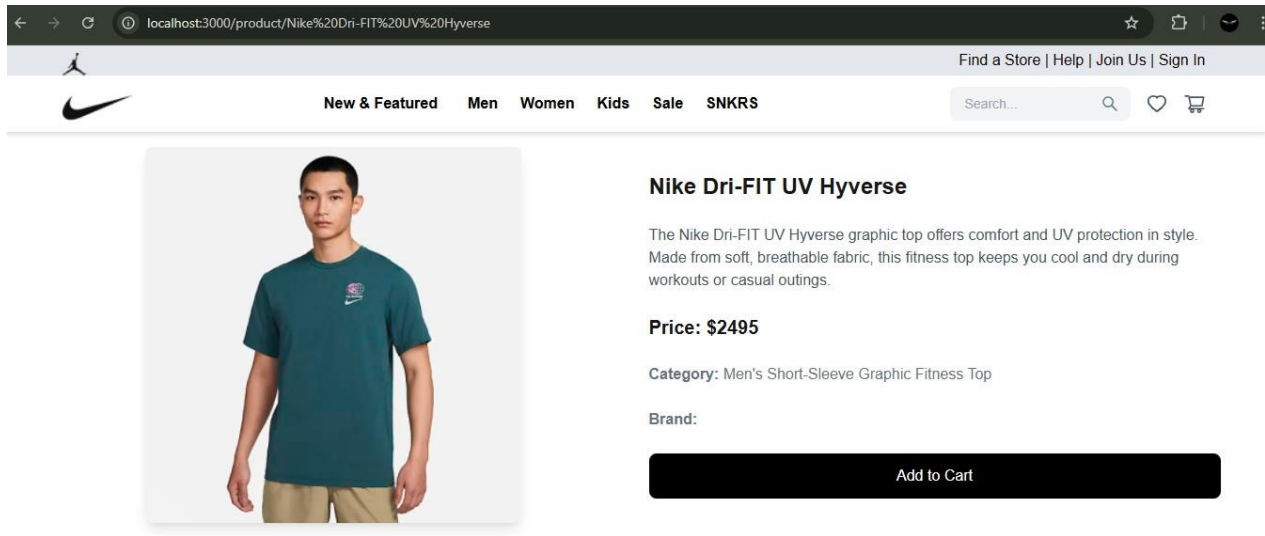 localhost:3000/product/Nike%20Dri-FIT%20UV%20Hyverse
Find a Store | Help | Join Us | Sign In
New & Featured Men Women Kids Sale SNKRS
Search...
Nike Dri-FIT UV Hyverse
The Nike Dri-FIT UV Hyverse graphic top offers comfort and UV protection in style.
Made from soft, breathable fabric, this fitness top keeps you cool and dry during
workouts or casual outings.
Price: $2495
Category: Men's Short-Sleeve Graphic Fitness Top
Brand:
Add to Cart